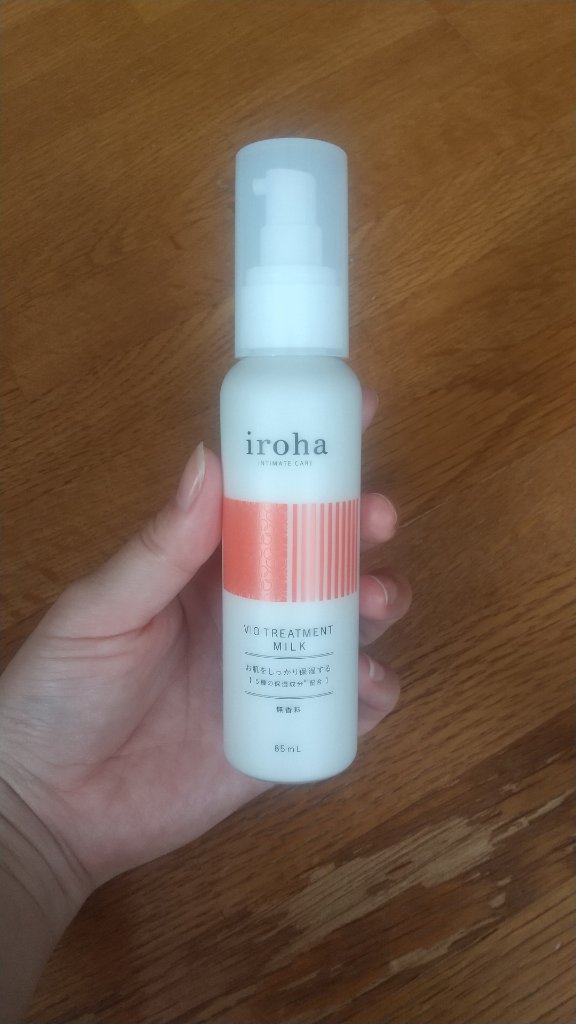 iroha
INTIMATE CARE
VIO TREATMENT
MILK
お肌をしっかり保湿する
[ 5種の保湿成分* 配合 ]
無香料
85mL